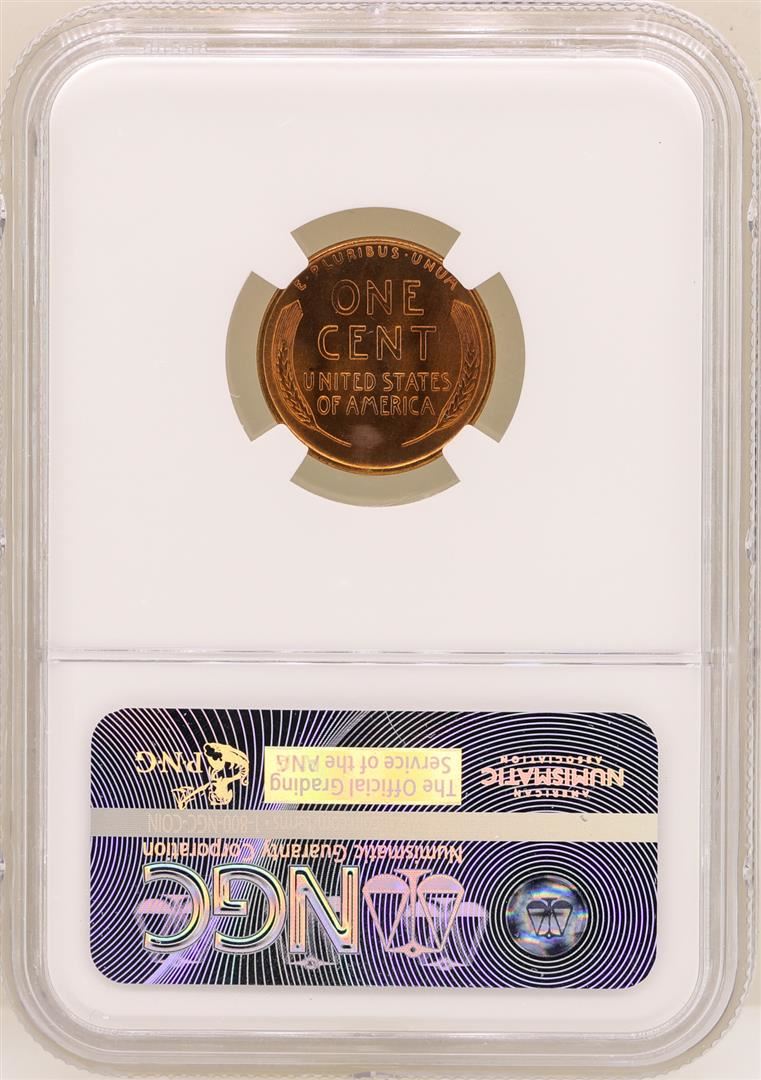 E · PLURIBUS · UNUM
ONE
CENT
UNITED STATES
OF AMERICA
NGC
Numismatic Guaranty Corporation
1-800-NGC-COIN
The Official Grading
Service of the ANA
PNG
AMERICAN
NUMISMATIC
ASSOCIATION